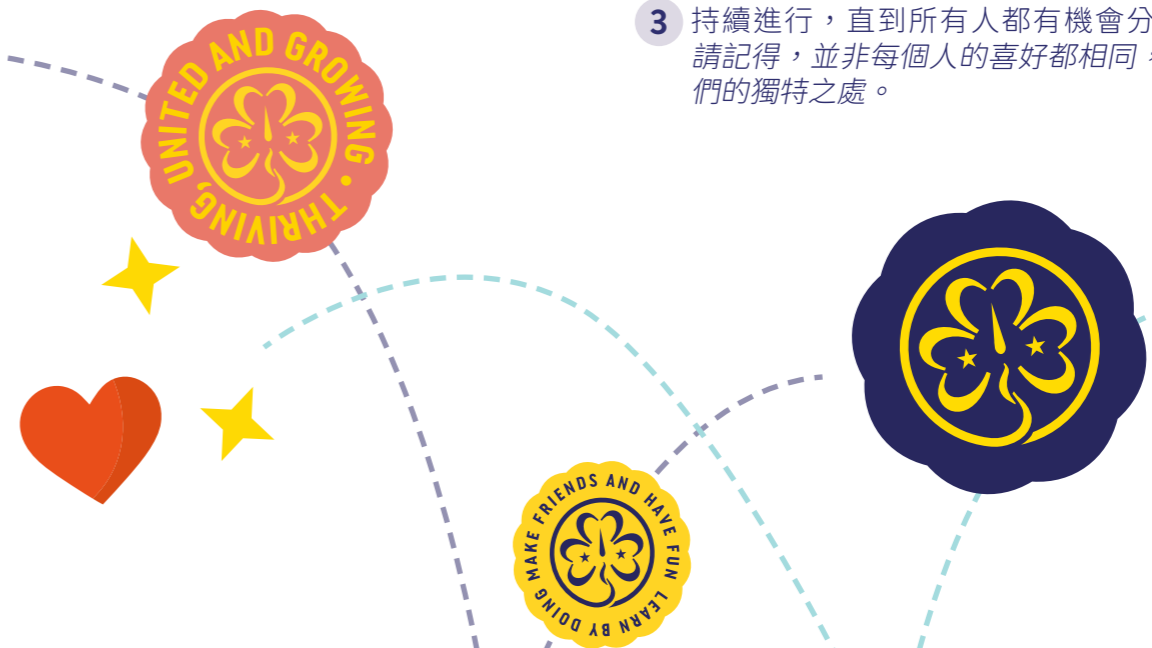 3 持續進行,直到所有人都有機會分
請記得,並非每個人的喜好都相同,
們的獨特之處。
THRIVING, UNITED AND GROWING •
MAKE FRIENDS AND HAVE FUN LEARN BY DOING